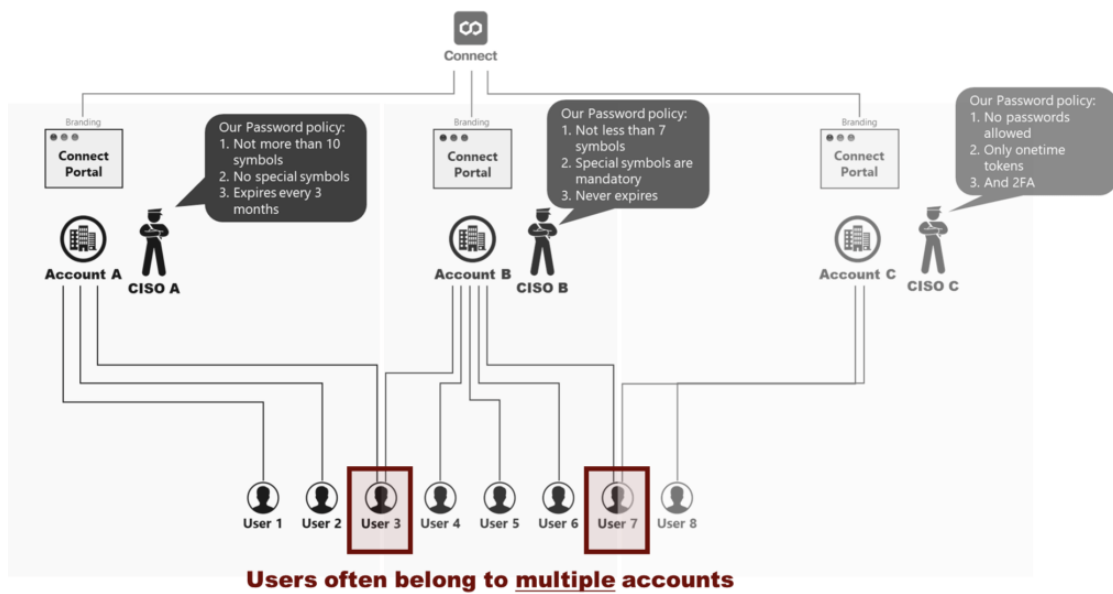 Connect
Branding
Connect
Portal
Our Password policy:
1. Not more than 10
symbols
2. No special symbols
3. Expires every 3
months
Account A
CISO A
Branding
Connect
Portal
Our Password policy:
1. Not less than 7
symbols
2. Special symbols are
mandatory
3. Never expires
Account B
CISO B
Branding
Connect
Portal
Our Password policy:
1. No passwords
allowed
2. Only onetime
tokens
3. And 2FA
Account C
CISO C
User 1
User 2
User 3
User 4
User 5
User 6
User 7
User 8
Users often belong to multiple accounts